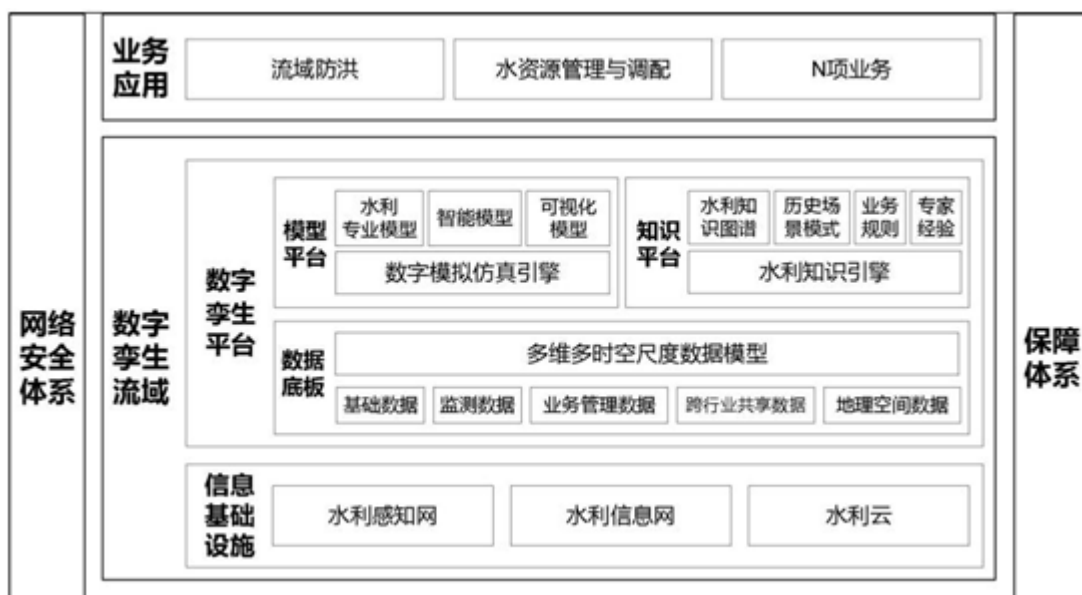 网络
安全
体系
业务
应用
流域防洪
水资源管理与调配
N项业务
数字
孪生
流域
数字
孪生
平台
模型
平台
水利
专业模型
智能模型
可视化
模型
数字模拟仿真引擎
知识
平台
水利知
识图谱
历史场
景模式
业务
规则
专家
经验
水利知识引擎
数据
底板
多维多时空尺度数据模型
基础数据
监测数据
业务管理数据
跨行业共享数据
地理空间数据
信息
基础
设施
水利感知网
水利信息网
水利云
保障
体系